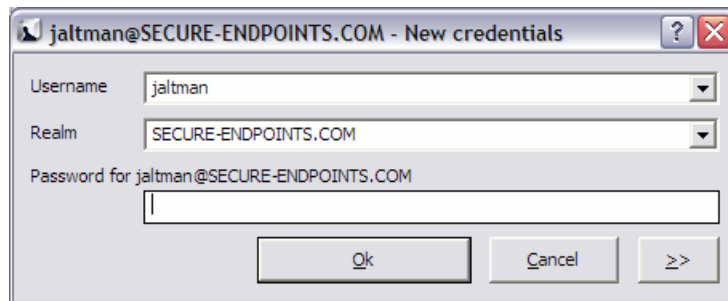 jaltman@SECURE-ENDPOINTS.COM - New credentials
Username jaltman
Realm SECURE-ENDPOINTS.COM
Password for jaltman@SECURE-ENDPOINTS.COM
Ok Cancel >>